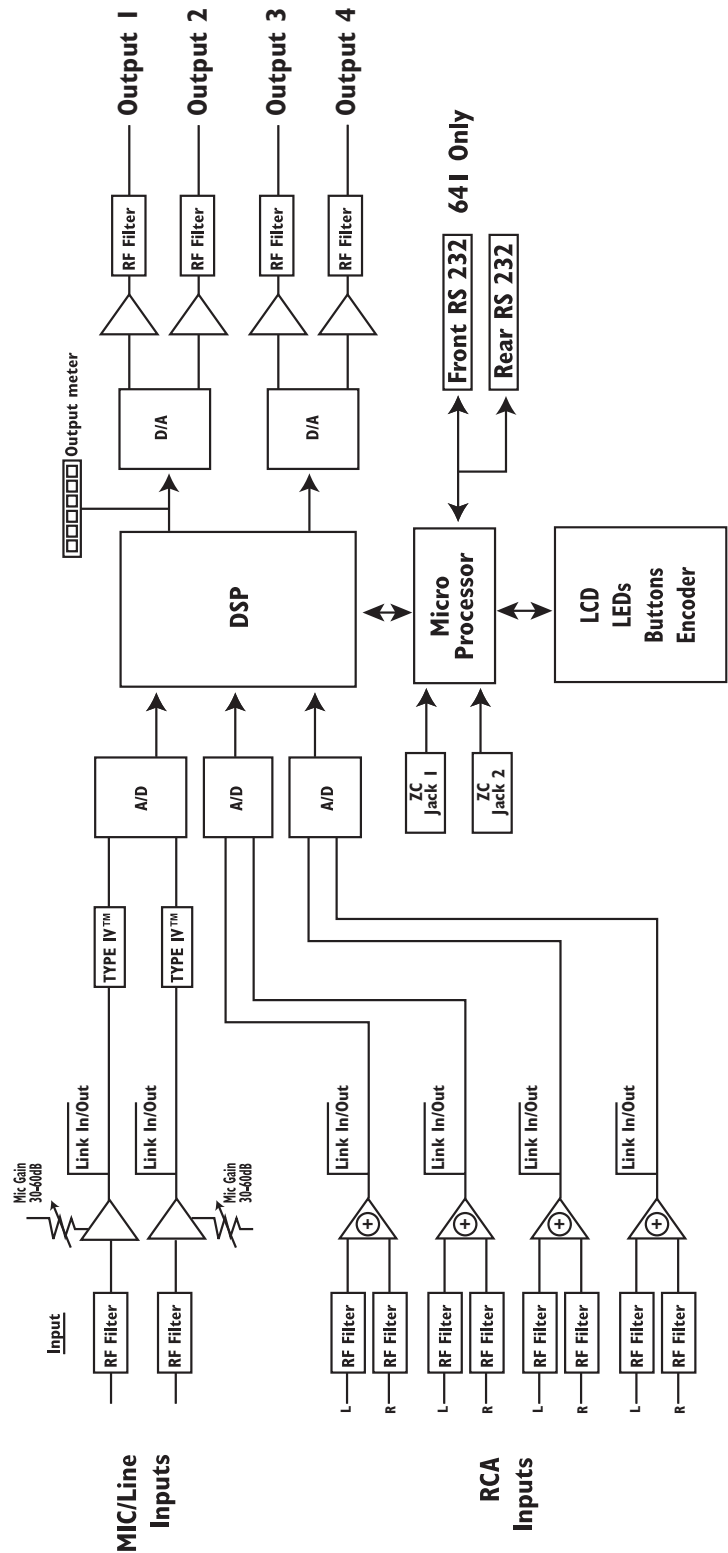 MIC/Line
Inputs
Input
RF Filter
RF Filter
Mic Gain
30-60dB
Mic Gain
30-60dB
Link In/Out
Link In/Out
TYPE IV™
TYPE IV™
A/D
RCA
Inputs
L
R
L
R
L
R
L
R
RF Filter
RF Filter
RF Filter
RF Filter
RF Filter
RF Filter
RF Filter
RF Filter
+
+
+
+
Link In/Out
Link In/Out
Link In/Out
Link In/Out
A/D
A/D
ZC
Jack 1
ZC
Jack 2
DSP
Micro
Processor
LCD
LEDs
Buttons
Encoder
Output meter
D/A
D/A
RF Filter
RF Filter
RF Filter
RF Filter
Output 1
Output 2
Output 3
Output 4
Front RS 232
641 Only
Rear RS 232